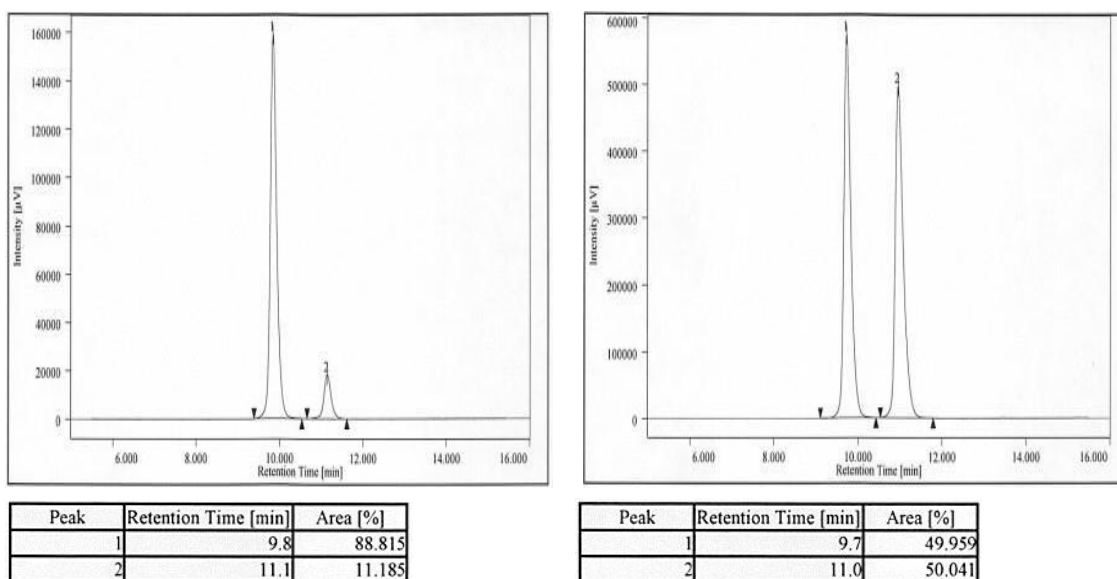 1
160000
140000
120000
100000
80000
60000
40000
20000
0
Intensity [µV]
2
6.000 8.000 10.000 12.000 14.000 16.000
Retention Time [min]
Peak Retention Time [min] Area [%]
1 9.8 88.815
2 11.1 11.185
1
600000
500000
400000
300000
200000
100000
0
Intensity [µV]
2
6.000 8.000 10.000 12.000 14.000 16.000
Retention Time [min]
Peak Retention Time [min] Area [%]
1 9.7 49.959
2 11.0 50.041